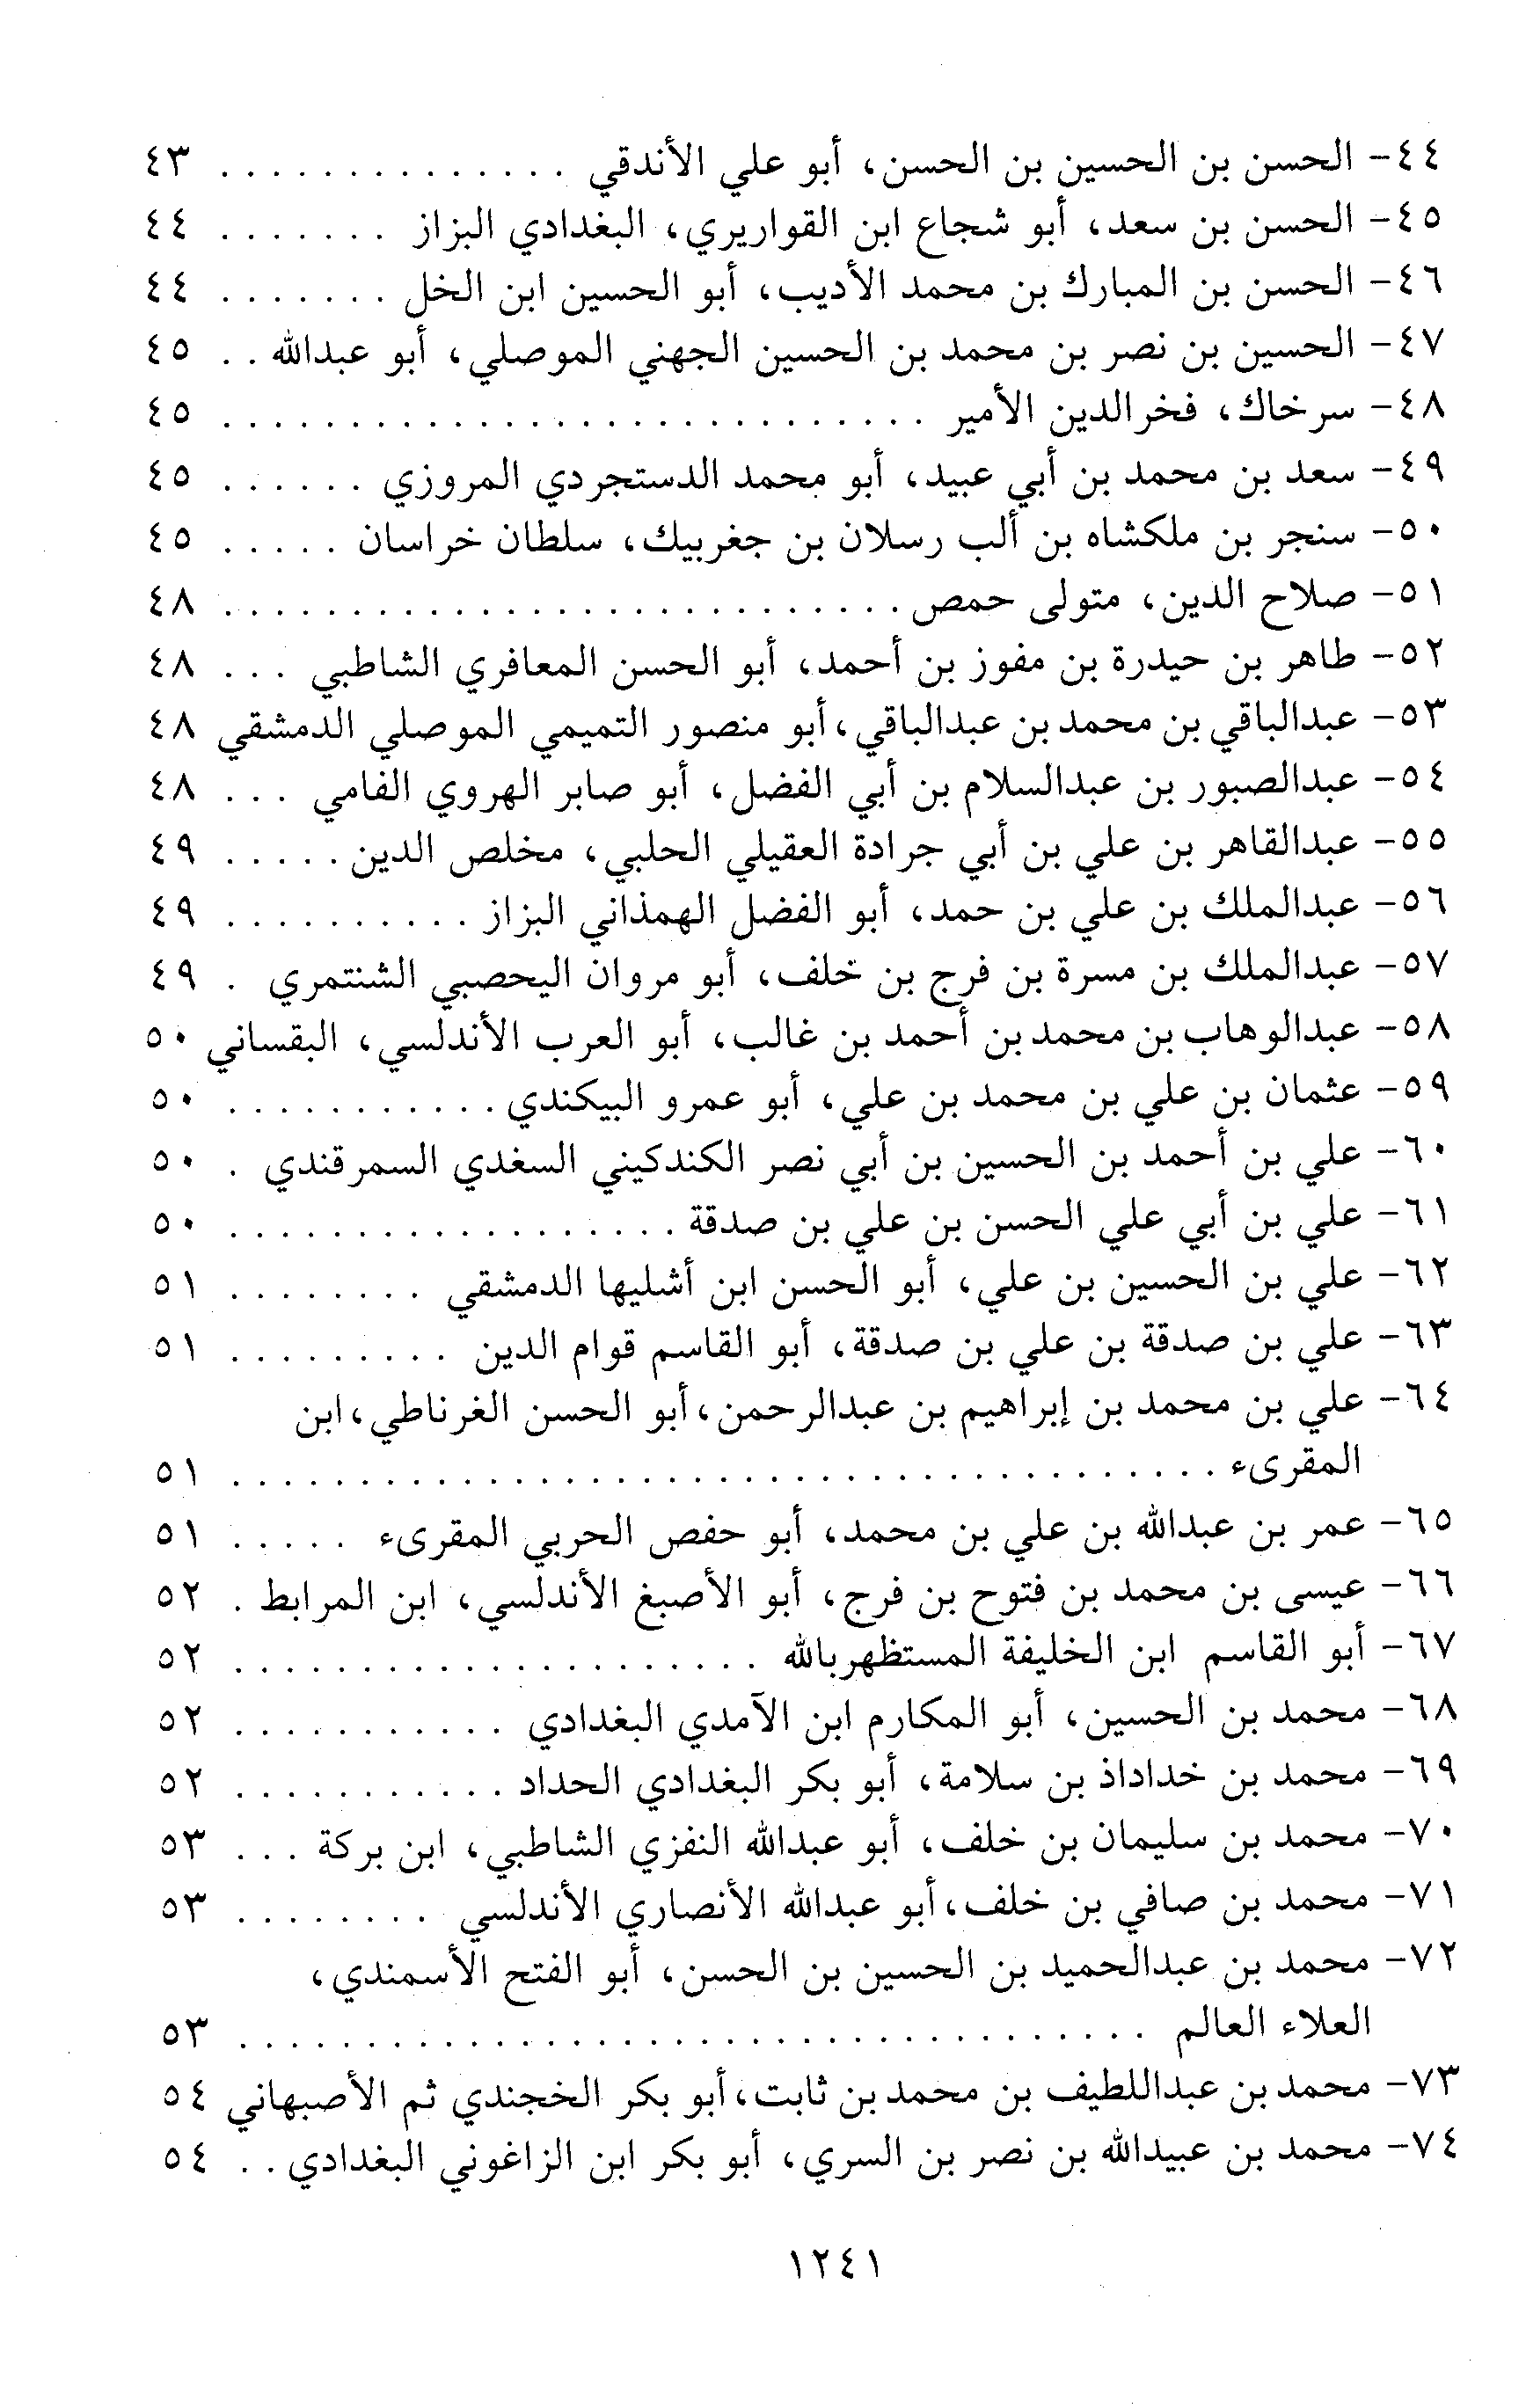 ٤٤- الحسن بن الحسين بن الحسن، أبو علي الأندقي . . . . . . . . . . . . . . ٤٣
٤٥- الحسن بن سعد، أبو شجاع ابن القواريري، البغدادي البزاز . . . . . . . ٤٤
٤٦- الحسن بن المبارك بن محمد الأديب، أبو الحسين ابن الخل . . . . . . . ٤٤
٤٧- الحسين بن نصر بن محمد بن الحسين الجهني الموصلي، أبو عبدالله . . ٤٥
٤٨- سرخاك، فخرالدين الأمير . . . . . . . . . . . . . . . . . . . . . . . . . . . . ٤٥
٤٩- سعد بن محمد بن أبي عبيد، أبو محمد الدستجردي المروزي . . . . . . ٤٥
٥٠- سنجر بن ملكشاه بن ألب رسلان بن جغربيك، سلطان خراسان . . . . . ٤٥
٥١- صلاح الدين، متولى حمص . . . . . . . . . . . . . . . . . . . . . . . . . . . ٤٨
٥٢- طاهر بن حيدرة بن مفوز بن أحمد، أبو الحسن المعافري الشاطبي . . . ٤٨
٥٣- عبدالباقي بن محمد بن عبدالباقي، أبو منصور التميمي الموصلي الدمشقي ٤٨
٥٤- عبدالصبور بن عبدالسلام بن أبي الفضل، أبو صابر الهروي الفامي . . . ٤٨
٥٥- عبدالقاهر بن علي بن أبي جرادة العقيلي الحلبي، مخلص الدين . . . . . ٤٩
٥٦- عبدالملك بن علي بن حمد، أبو الفضل الهمذاني البزاز . . . . . . . . . . ٤٩
٥٧- عبدالملك بن مسرة بن فرج بن خلف، أبو مروان اليحصبي الشنتمري . ٤٩
٥٨- عبدالوهاب بن محمد بن أحمد بن غالب، أبو العرب الأندلسي، البقساني ٥٠
٥٩- عثمان بن علي بن محمد بن علي، أبو عمرو البيكندي . . . . . . . . . . . ٥٠
٦٠- علي بن أحمد بن الحسين بن أبي نصر الكندكيني السغدي السمرقندي . ٥٠
٦١- علي بن أبي علي الحسن بن علي بن صدقة . . . . . . . . . . . . . . . . . . ٥٠
٦٢- علي بن الحسين بن علي، أبو الحسن ابن أشليها الدمشقي . . . . . . . . ٥١
٦٣- علي بن صدقة بن علي بن صدقة، أبو القاسم قوام الدين . . . . . . . . . ٥١
٦٤- علي بن محمد بن إبراهيم بن عبدالرحمن، أبو الحسن الغرناطي، ابن
المقرىء . . . . . . . . . . . . . . . . . . . . . . . . . . . . . . . . . . . . . . . ٥١
٦٥- عمر بن عبدالله بن علي بن محمد، أبو حفص الحربي المقرىء . . . . . ٥١
٦٦- عيسى بن محمد بن فتوح بن فرج، أبو الأصبغ الأندلسي، ابن المرابط . ٥٢
٦٧- أبو القاسم ابن الخليفة المستظهربالله . . . . . . . . . . . . . . . . . . . . . ٥٢
٦٨- محمد بن الحسين، أبو المكارم ابن الآمدي البغدادي . . . . . . . . . . . ٥٢
٦٩- محمد بن خداداذ بن سلامة، أبو بكر البغدادي الحداد . . . . . . . . . . . ٥٢
٧٠- محمد بن سليمان بن خلف، أبو عبدالله النفزي الشاطبي، ابن بركة . . . ٥٣
٧١- محمد بن صافي بن خلف، أبو عبدالله الأنصاري الأندلسي . . . . . . . . ٥٣
٧٢- محمد بن عبدالحميد بن الحسين بن الحسن، أبو الفتح الأسمندي،
العلاء العالم . . . . . . . . . . . . . . . . . . . . . . . . . . . . . . . . . . . . ٥٣
٧٣- محمد بن عبداللطيف بن محمد بن ثابت، أبو بكر الخجندي ثم الأصبهاني ٥٤
٧٤- محمد بن عبيدالله بن نصر بن السري، أبو بكر ابن الزاغوني البغدادي . . ٥٤
١٢٤١